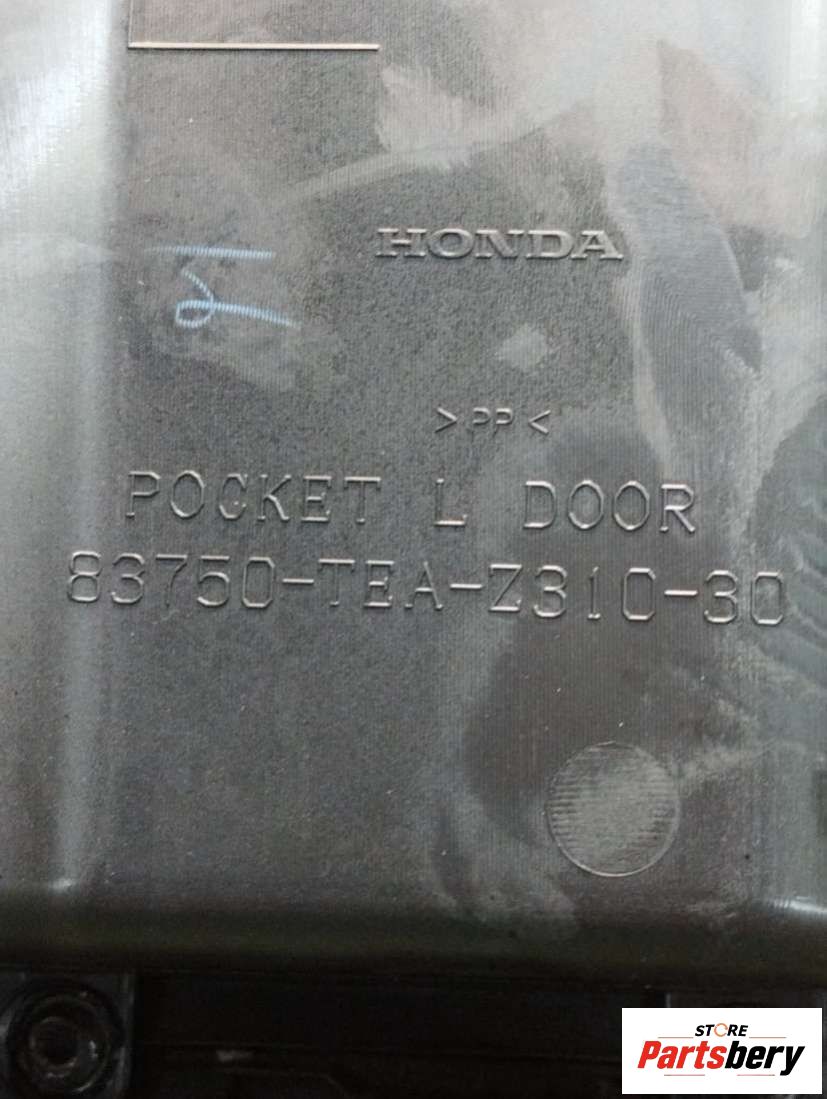 HONDA
>PP<
POCKET L DOOR
83750-TEA-Z310-30
STORE
Partsbery